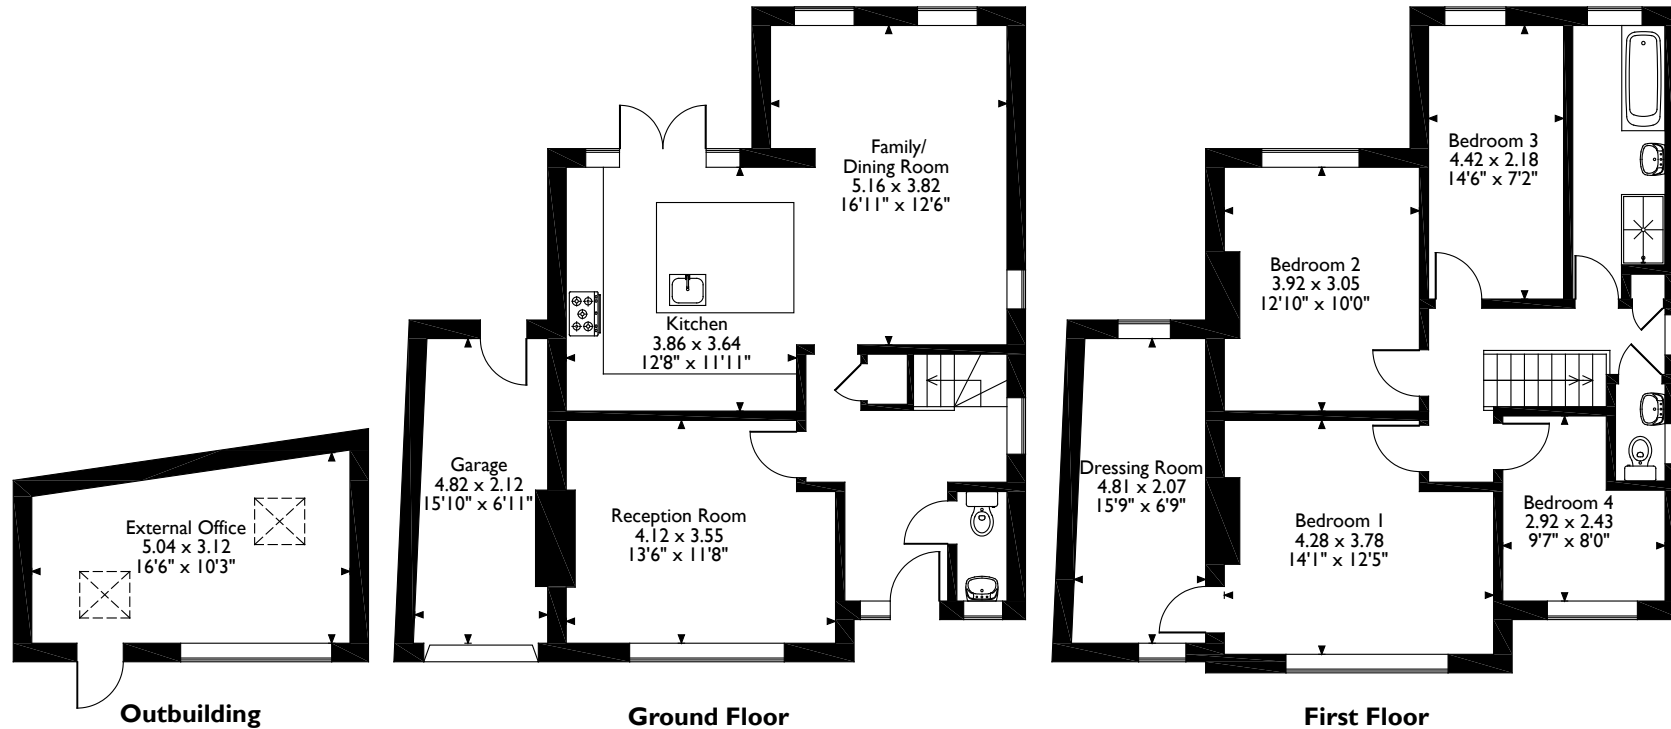 Family/
Dining Room
5.16 x 3.82
16'11" x 12'6"
Kitchen
3.86 x 3.64
12'8" x 11'11"
Garage
4.82 x 2.12
15'10" x 6'11"
Reception Room
4.12 x 3.55
13'6" x 11'8"
External Office
5.04 x 3.12
16'6" x 10'3"
Bedroom 3
4.42 x 2.18
14'6" x 7'2"
Bedroom 2
3.92 x 3.05
12'10" x 10'0"
Dressing Room
4.81 x 2.07
15'9" x 6'9"
Bedroom 1
4.28 x 3.78
14'1" x 12'5"
Bedroom 4
2.92 x 2.43
9'7" x 8'0"
Outbuilding
Ground Floor
First Floor